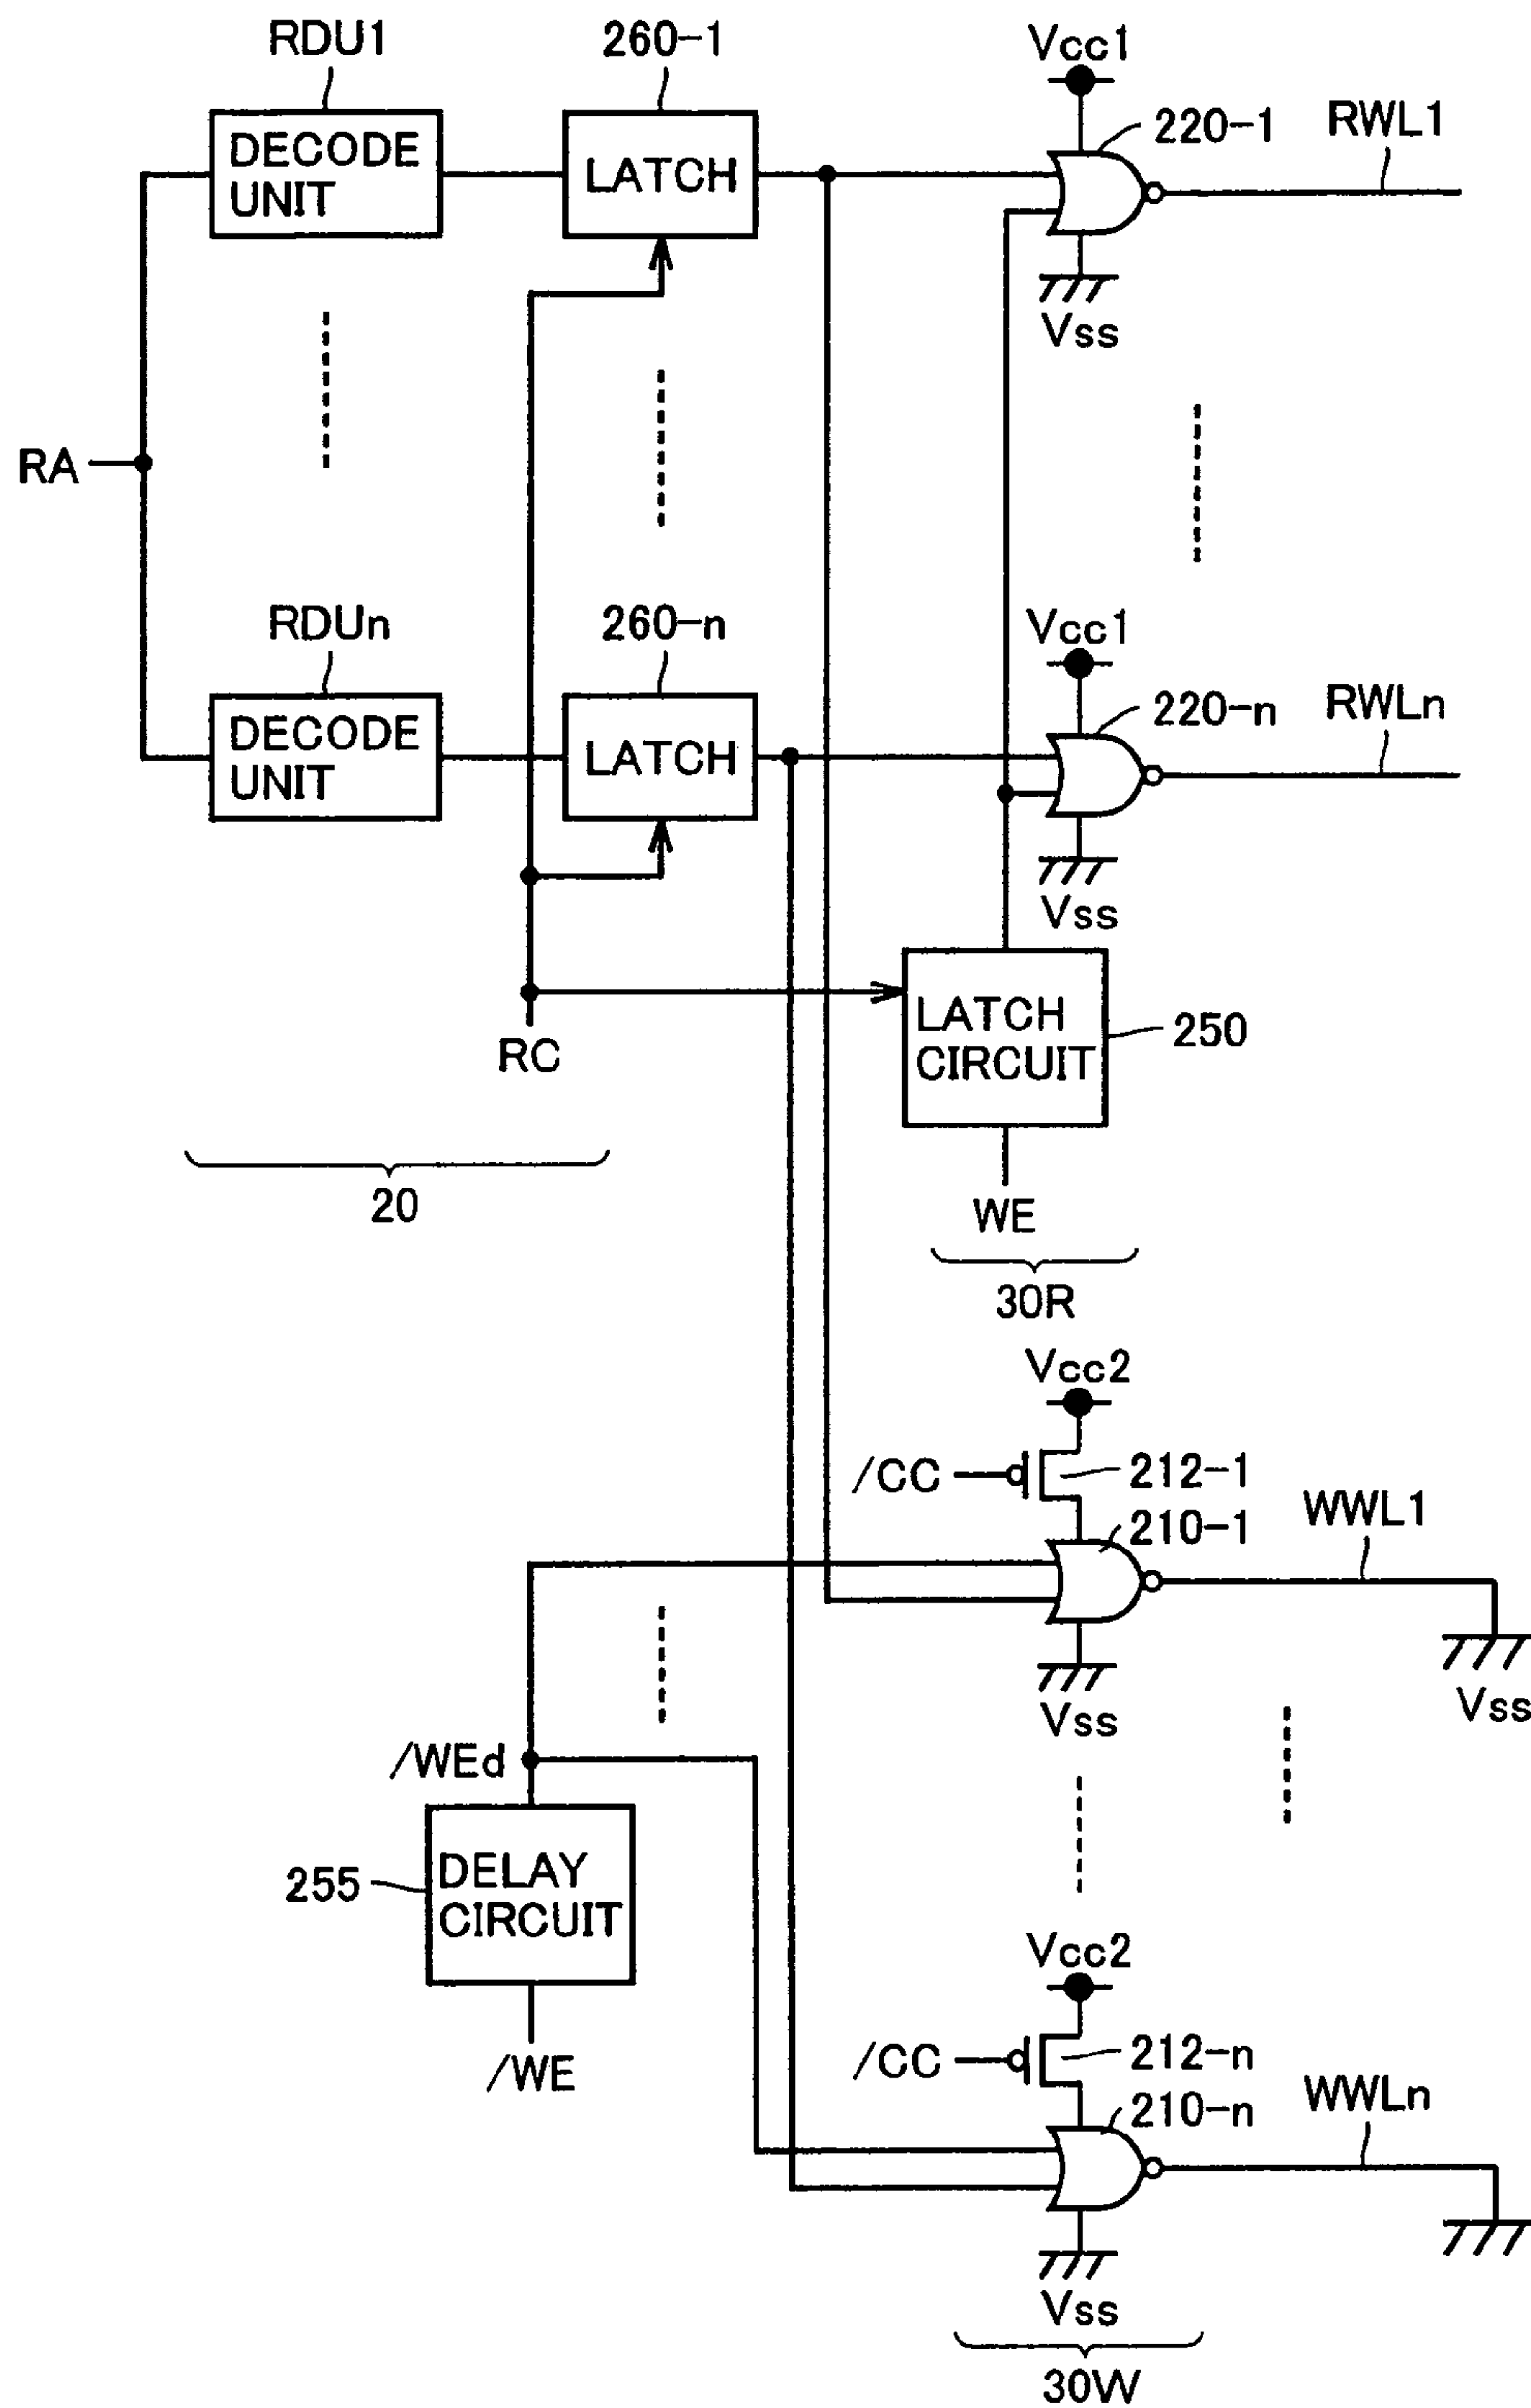 RDU1
260-1
Vcc1
DECODE
UNIT
LATCH
220-1
RWL1
Vss
RA
RDUn
260-n
Vcc1
DECODE
UNIT
LATCH
220-n
RWLn
Vss
RC
LATCH
CIRCUIT
250
20
WE
30R
Vcc2
/CC
212-1
210-1
WWL1
Vss
Vss
/WEd
255
DELAY
CIRCUIT
/WE
Vcc2
/CC
212-n
210-n
WWLn
Vss
30W